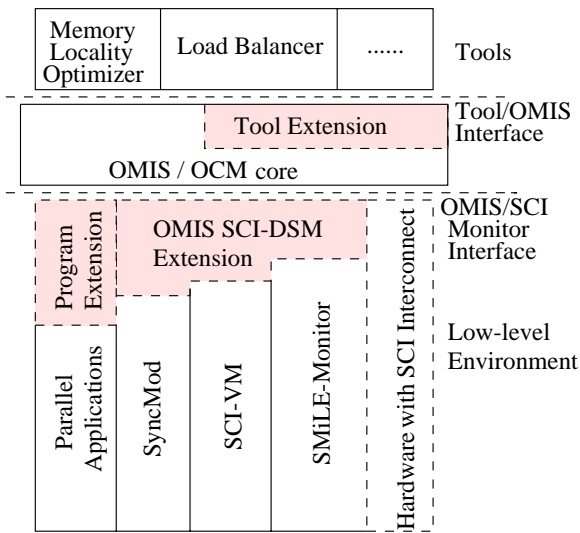 Memory
Locality
Optimizer
Load Balancer
......
Tools
Tool Extension
Tool/OMIS
Interface
OMIS / OCM core
OMIS/SCI
Monitor
Interface
Program
Extension
OMIS SCI-DSM
Extension
Parallel
Applications
SyncMod
SCI-VM
SMiLE-Monitor
Hardware with SCI Interconnect
Low-level
Environment